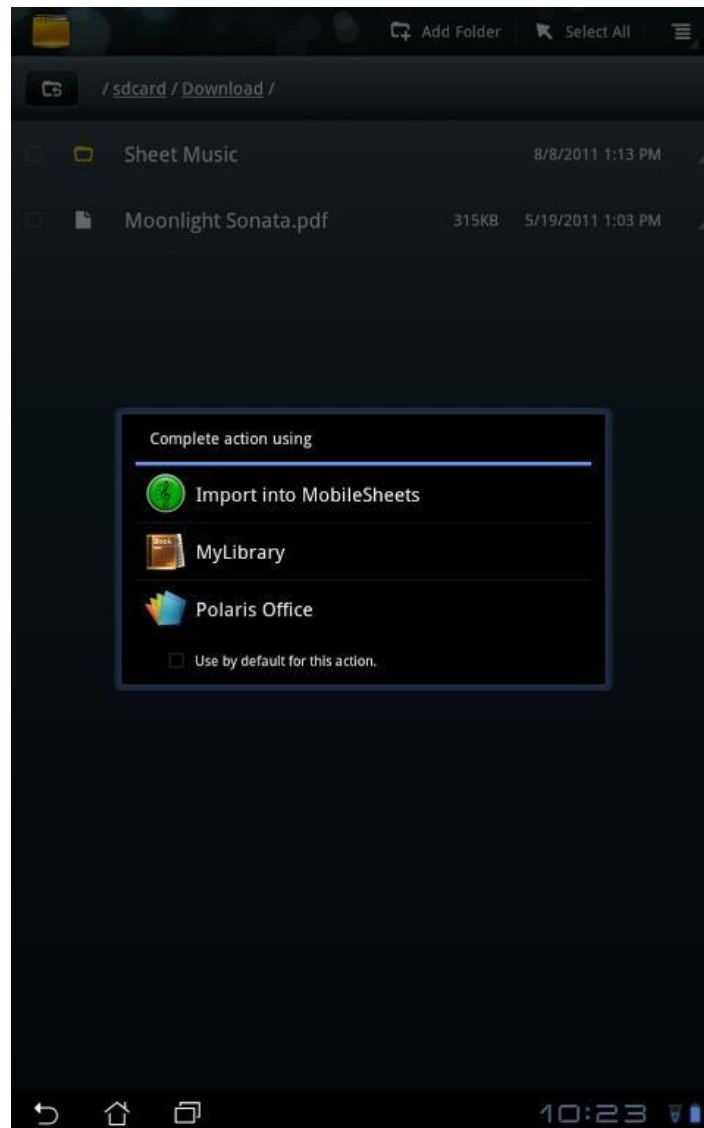 Add Folder Select All
/ sdcard / Download /
Sheet Music 8/8/2011 1:13 PM
Moonlight Sonata.pdf 315KB 5/19/2011 1:03 PM
Complete action using
Import into MobileSheets
Book
MyLibrary
Polaris Office
Use by default for this action.
10:23